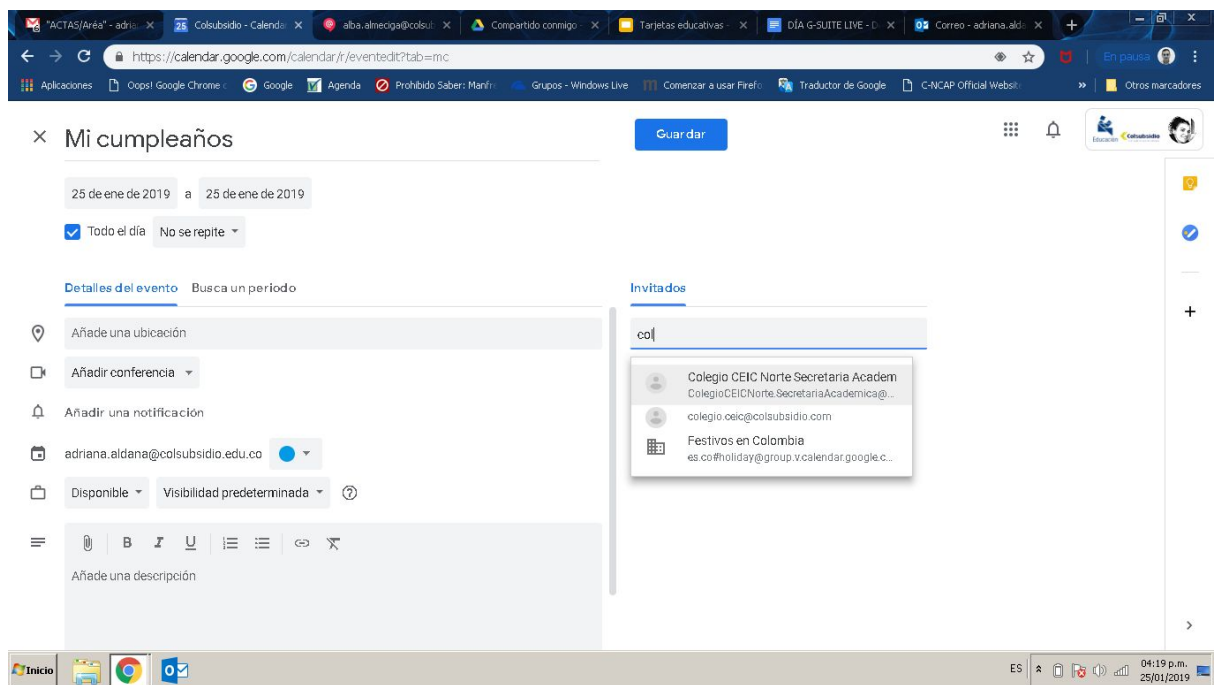 "ACTAS/Aréa" - adria
25 Colsubsidio - Calenda
alba.almeciga@colsub
Compartido conmigo -
Tarjetas educativas -
DÍA G-SUITE LIVE - D
Correo - adriana.alda
https://calendar.google.com/calendar/r/eventedit?tab=mc
En pausa
Aplicaciones
Oops! Google Chrome c
Google
Agenda
Prohibido Saber: Manfr
Grupos - Windows Live
Comenzar a usar Firefo
Traductor de Google
C-NCAP Official Website
»
Otros marcadores
Mi cumpleaños
Guardar
Educación Colsubsidio
25 de ene de 2019 a 25 de ene de 2019
Todo el día No se repite
Detalles del evento Busca un periodo
Invitados
Añade una ubicación
col
Añadir conferencia
Colegio CEIC Norte Secretaria Academ
ColegioCEICNorte.SecretariaAcademica@...
Añadir una notificación
colegio.ceic@colsubsidio.com
Festivos en Colombia
es.co#holiday@group.v.calendar.google.c...
adriana.aldana@colsubsidio.edu.co
Disponible Visibilidad predeterminada
B I U
Añade una descripción
Inicio
ES
04:19 p.m.
25/01/2019